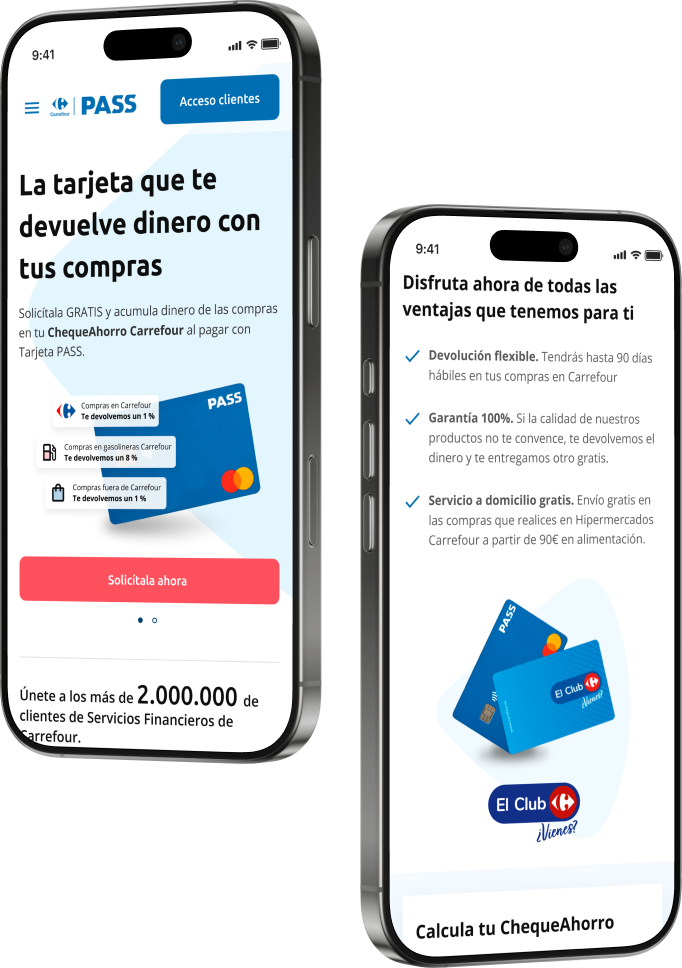 9:41
Carrefour
PASS
Acceso clientes
La tarjeta que te
devuelve dinero con
tus compras
Solicítala GRATIS y acumula dinero de las compras
en tu ChequeAhorro Carrefour al pagar con
Tarjeta PASS.
PASS
Compras en Carrefour
Te devolvemos un 1 %
Compras en gasolineras Carrefour
Te devolvemos un 8 %
Compras fuera de Carrefour
Te devolvemos un 1 %
Solicítala ahora
Únete a los más de 2.000.000 de
clientes de Servicios Financieros de
Carrefour.
9:41
Disfruta ahora de todas las
ventajas que tenemos para ti
Devolución flexible. Tendrás hasta 90 días
hábiles en tus compras en Carrefour
Garantía 100%. Si la calidad de nuestros
productos no te convence, te devolvemos el
dinero y te entregamos otro gratis.
Servicio a domicilio gratis. Envío gratis en
las compras que realices en Hipermercados
Carrefour a partir de 90€ en alimentación.
PASS
El Club
¿Vienes?
El Club
¿Vienes?
Calcula tu ChequeAhorro